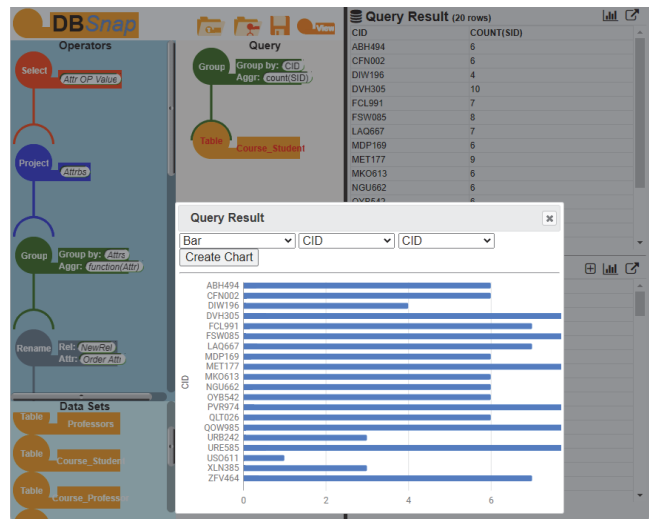 DBSnap
View
Operators
Select
Attr OP Value
Project
Attrbs
Group
Group by: Attrs
Aggr: function(Attr)
Rename
Rel: NewRel
Attr: Order Attr
Data Sets
Table
Professors
Table
Course_Student
Table
Course_Professor
Query
Group
Group by: CID
Aggr: count(SID)
Table
Course_Student
Query Result (20 rows)
CID COUNT(SID)
ABH494 6
CFN002 6
DIW196 4
DVH305 10
FCL991 7
FSW085 8
LAQ667 7
MDP169 6
MET177 9
MKO613 6
NGU662 6
OYB542 6
Query Result
Bar CID CID
Create Chart
CID
ABH494
CFN002
DIW196
DVH305
FCL991
FSW085
LAQ667
MDP169
MET177
MKO613
NGU662
OYB542
PVR974
QLT026
QOW985
URB242
URE585
USO611
XLN385
ZFV464
0 2 4 6